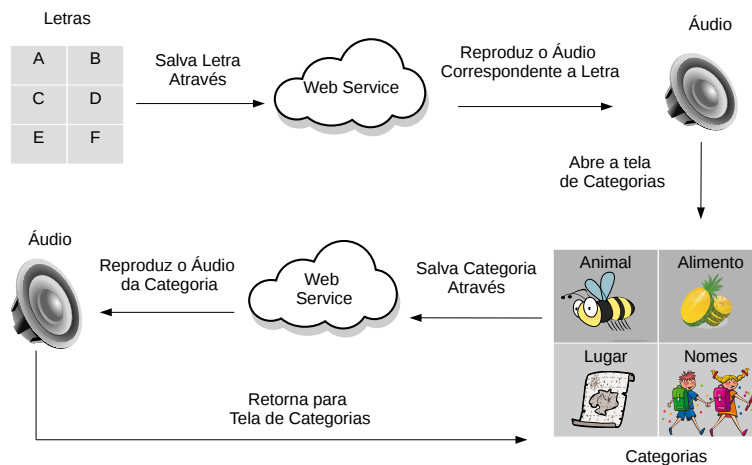 Letras
A B
C D
E F
Salva Letra
Através
Web Service
Reproduz o Áudio
Correspondente a Letra
Áudio
Abre a tela
de Categorias
Animal
Alimento
Lugar
Nomes
Categorias
Salva Categoria
Através
Web
Service
Reproduz o Áudio
da Categoria
Áudio
Retorna para
Tela de Categorias